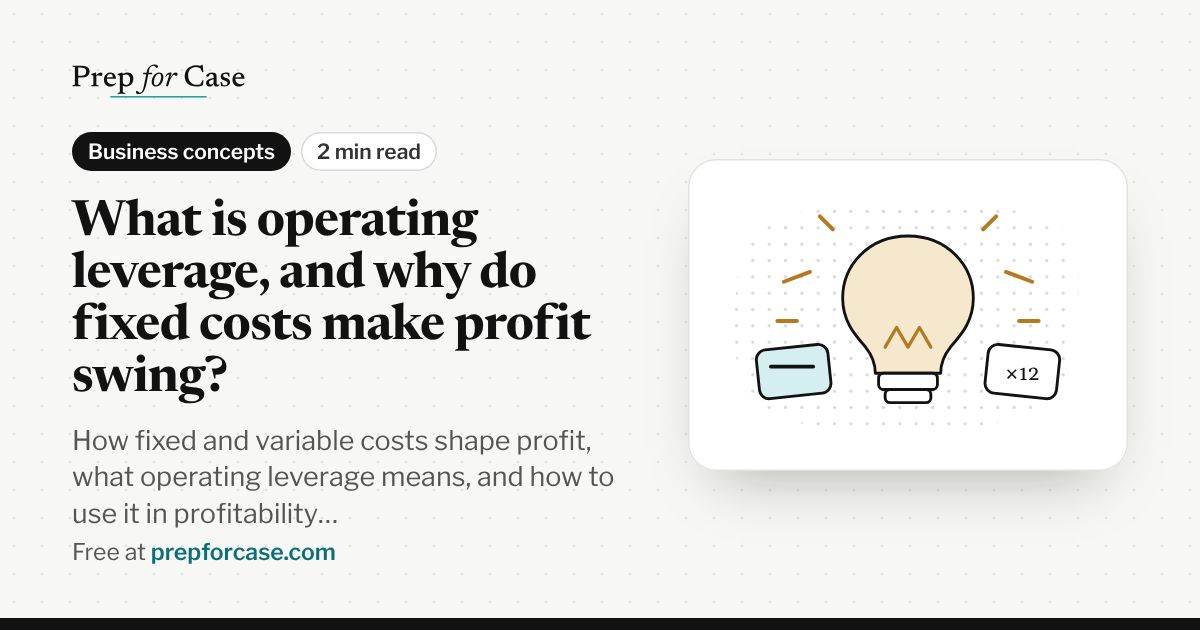 Prep for Case
Business concepts
2 min read
What is operating
leverage, and why do
fixed costs make profit
swing?
How fixed and variable costs shape profit,
what operating leverage means, and how to
use it in profitability...
Free at prepforcase.com
×12